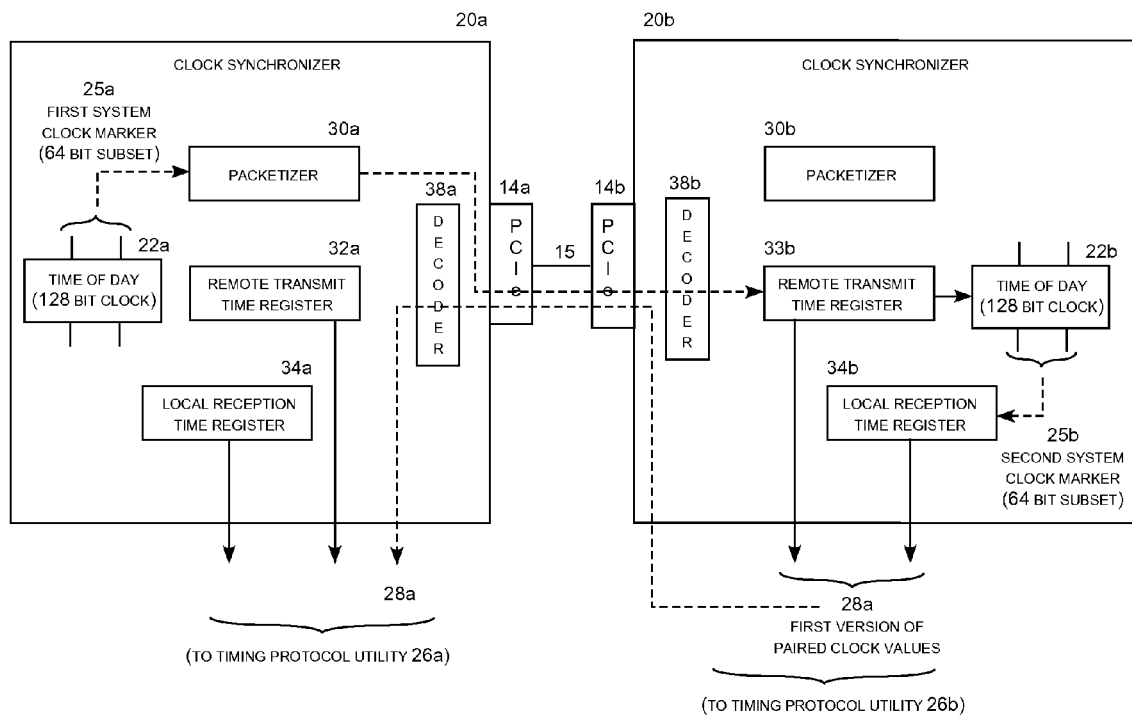 20a
20b
CLOCK SYNCHRONIZER
CLOCK SYNCHRONIZER
25a
FIRST SYSTEM
CLOCK MARKER
(64 BIT SUBSET)
30a
PACKETIZER
30b
PACKETIZER
38a
DECODER
14a
PCIe
15
14b
PCIe
38b
DECODER
22a
TIME OF DAY
(128 BIT CLOCK)
32a
REMOTE TRANSMIT
TIME REGISTER
33b
REMOTE TRANSMIT
TIME REGISTER
22b
TIME OF DAY
(128 BIT CLOCK)
34a
LOCAL RECEPTION
TIME REGISTER
34b
LOCAL RECEPTION
TIME REGISTER
25b
SECOND SYSTEM
CLOCK MARKER
(64 BIT SUBSET)
28a
(TO TIMING PROTOCOL UTILITY 26a)
28a
FIRST VERSION OF
PAIRED CLOCK VALUES
(TO TIMING PROTOCOL UTILITY 26b)